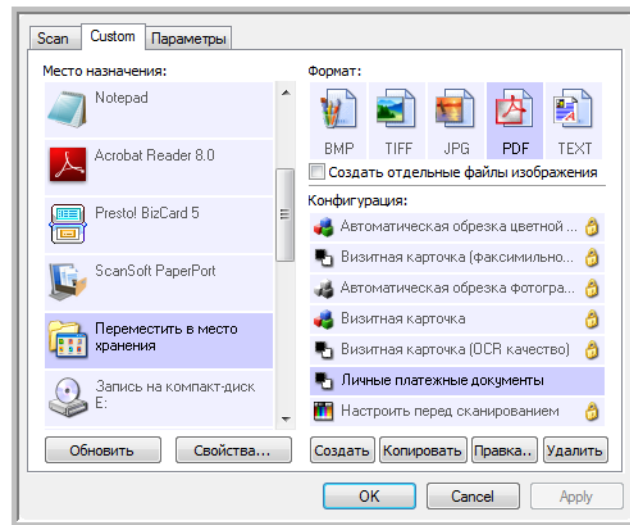 Scan Custom Параметры
Место назначения:
Notepad
Acrobat Reader 8.0
Presto! BizCard 5
ScanSoft PaperPort
Переместить в место
хранения
Запись на компакт-диск
E:
Обновить Свойства...
Формат:
BMP TIFF JPG PDF TEXT
Создать отдельные файлы изображения
Конфигурация:
Автоматическая обрезка цветной ...
Визитная карточка (факсимильно...
Автоматическая обрезка фотогра...
Визитная карточка
Визитная карточка (OCR качество)
Личные платежные документы
Настроить перед сканированием
Создать Копировать Правка.. Удалить
OK Cancel Apply